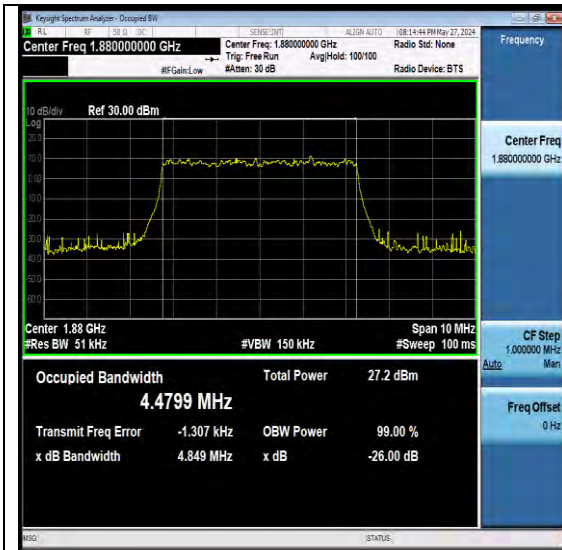 Keysight Spectrum Analyzer - Occupied BW
RL RF 50 Ω DC SENSE:INT ALIGN AUTO 08:14:44 PM May 27, 2024
Center Freq 1.880000000 GHz Center Freq: 1.880000000 GHz Radio Std: None Frequency
Trig: Free Run Avg|Hold: 100/100
#IFGain:Low #Atten: 30 dB Radio Device: BTS
10 dB/div Ref 30.00 dBm
Log
20.0
10.0
0.00
-10.0
-20.0
-30.0
-40.0
-50.0
-60.0
Center Freq
1.880000000 GHz
Center 1.88 GHz Span 10 MHz
#Res BW 51 kHz #VBW 150 kHz #Sweep 100 ms
CF Step
1.000000 MHz
Auto Man
Occupied Bandwidth Total Power 27.2 dBm
4.4799 MHz
Freq Offset
0 Hz
Transmit Freq Error -1.307 kHz OBW Power 99.00 %
x dB Bandwidth 4.849 MHz x dB -26.00 dB
MSG STATUS